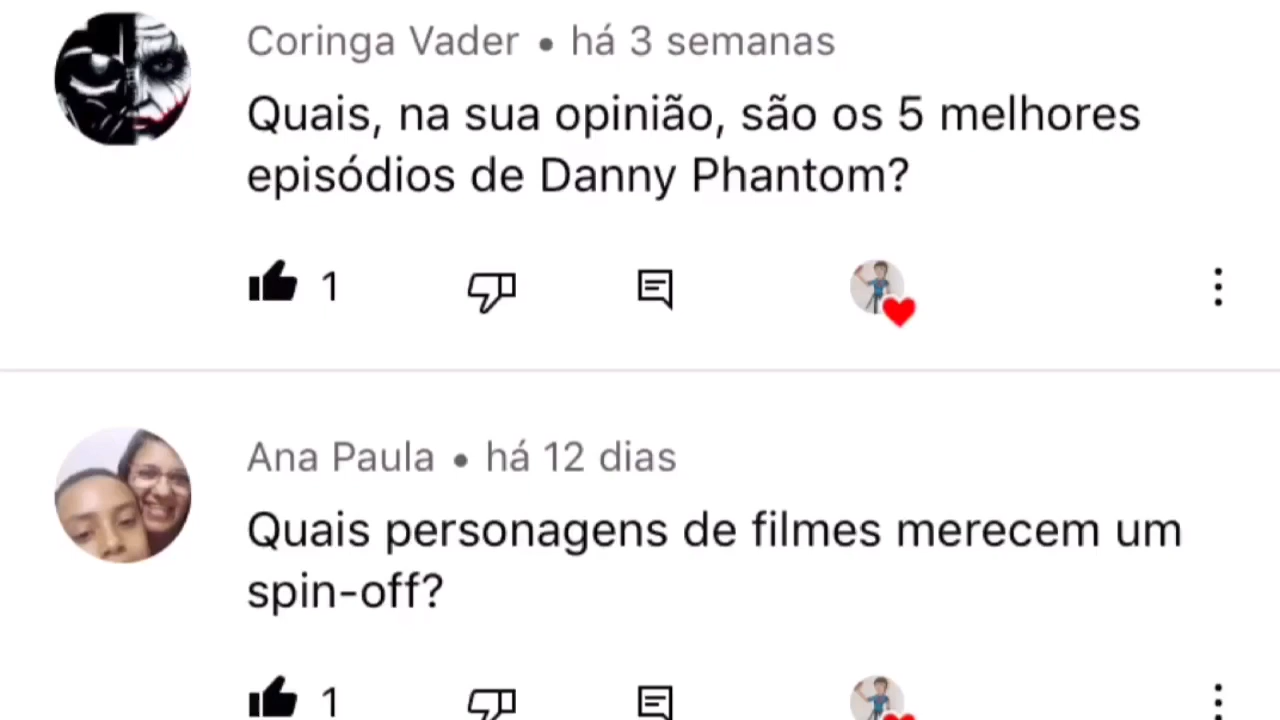 Coringa Vader • há 3 semanas
Quais, na sua opinião, são os 5 melhores
episódios de Danny Phantom?
1
Ana Paula • há 12 dias
Quais personagens de filmes merecem um
spin-off?
1